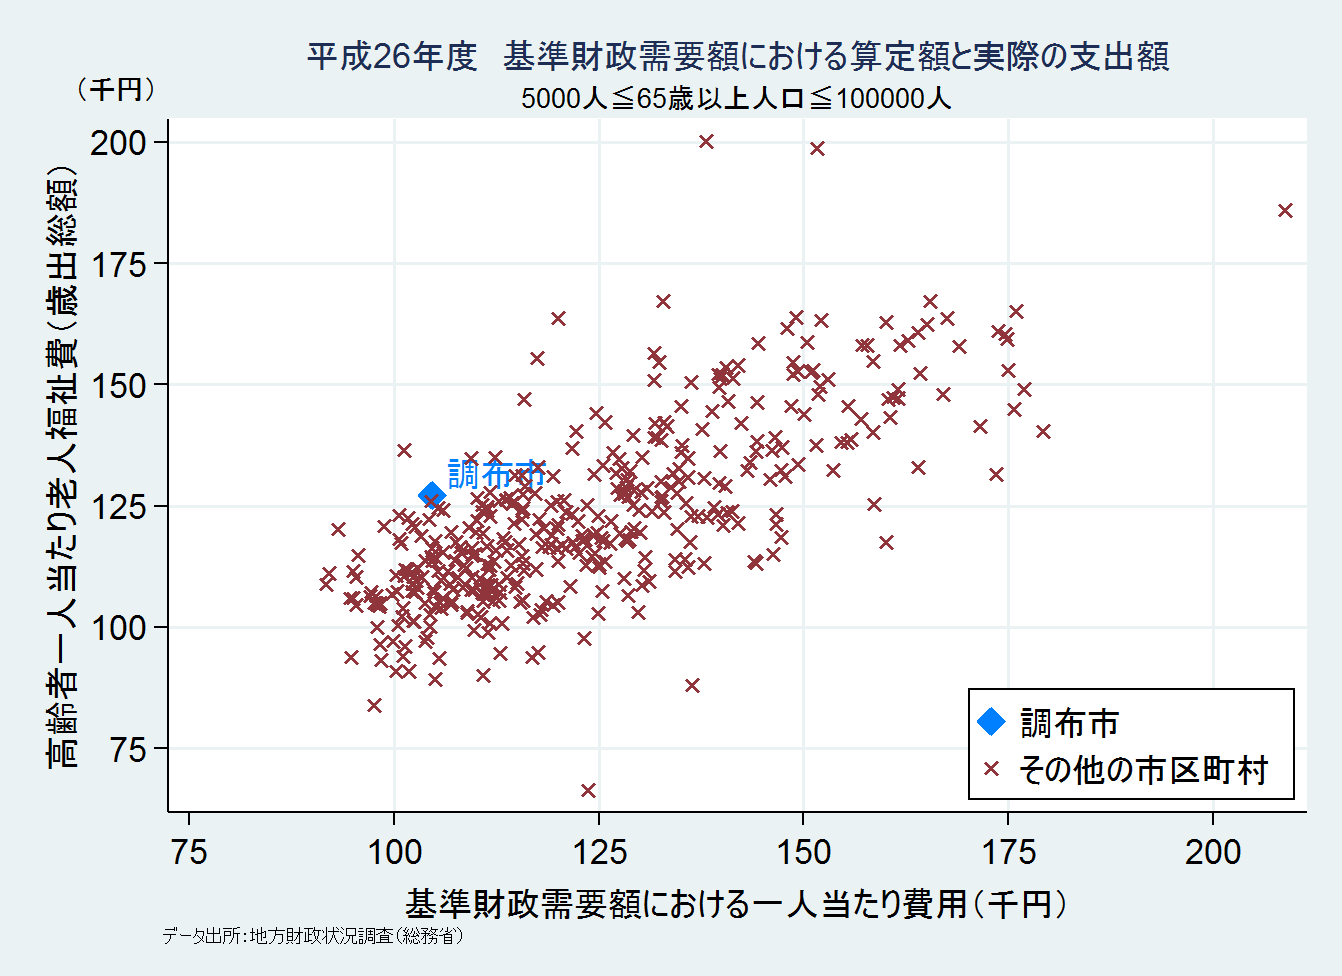 平成26年度　基準財政需要額における算定額と実際の支出額
5000人≦65歳以上人口≦100000人
（千円）
高齢者一人当たり老人福祉費（歳出総額）
200
175
150
125
100
75
調布市
調布市
その他の市区町村
75 100 125 150 175 200
基準財政需要額における一人当たり費用（千円）
データ出所：地方財政状況調査（総務省）